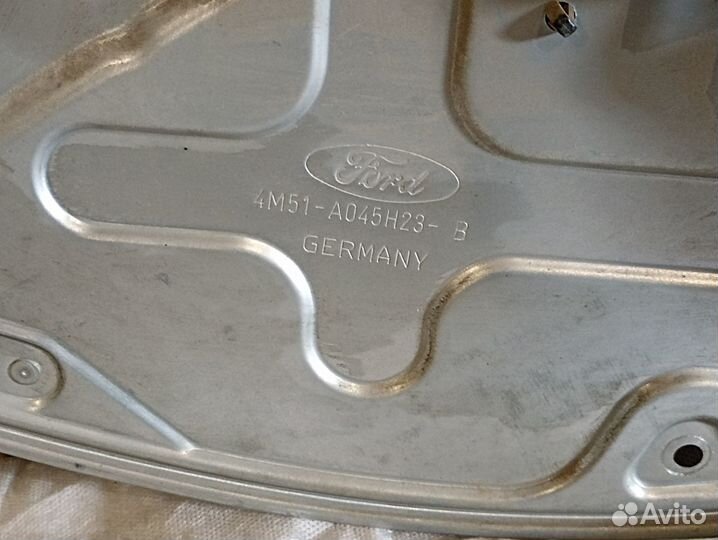 Ford
4M51-A045H23- B
GERMANY
Avito